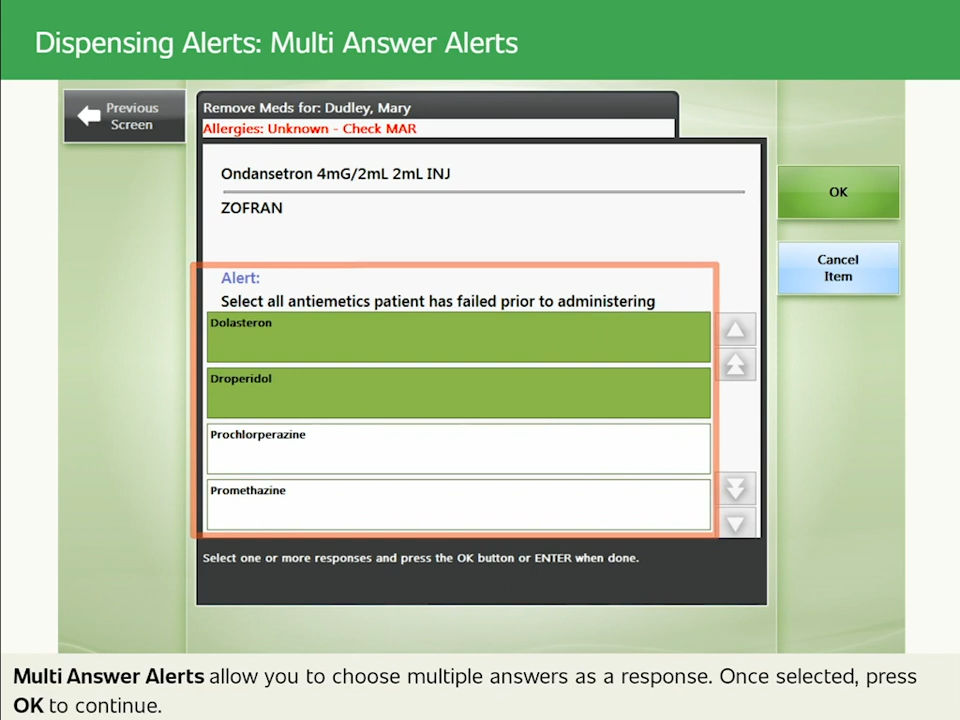 Dispensing Alerts: Multi Answer Alerts
Previous
Screen
Remove Meds for: Dudley, Mary
Allergies: Unknown - Check MAR
Ondansetron 4mG/2mL 2mL INJ
ZOFRAN
OK
Cancel
Item
Alert:
Select all antiemetics patient has failed prior to administering
Dolasteron
Droperidol
Prochlorperazine
Promethazine
Select one or more responses and press the OK button or ENTER when done.
Multi Answer Alerts allow you to choose multiple answers as a response. Once selected, press
OK to continue.